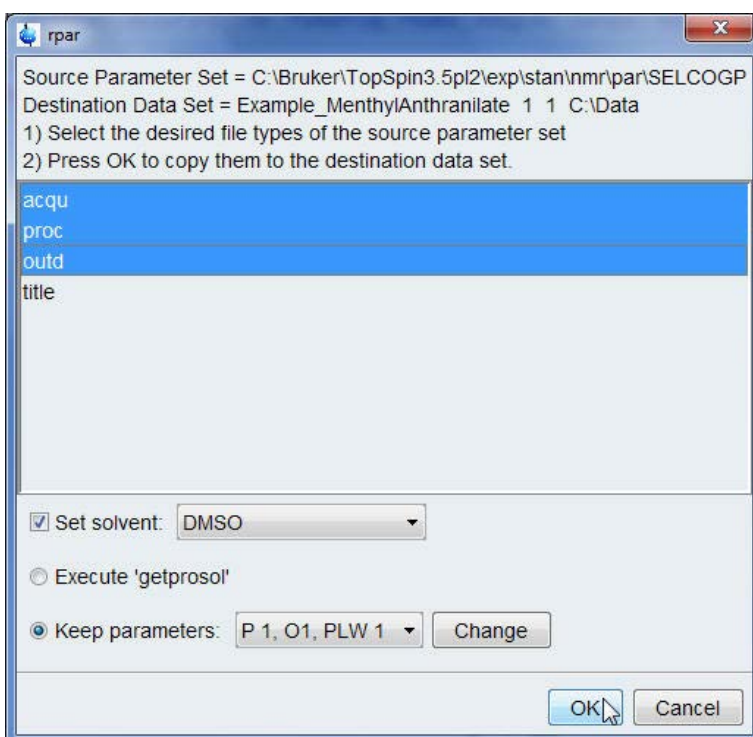 rpar
Source Parameter Set = C:\Bruker\TopSpin3.5pl2\exp\stan\nmr\par\SELCOGP
Destination Data Set = Example_MenthylAnthranilate 1 1 C:\Data
1) Select the desired file types of the source parameter set
2) Press OK to copy them to the destination data set.
acqu
proc
outd
title
Set solvent: DMSO
Execute 'getprosol'
Keep parameters: P 1, O1, PLW 1 Change
OK Cancel